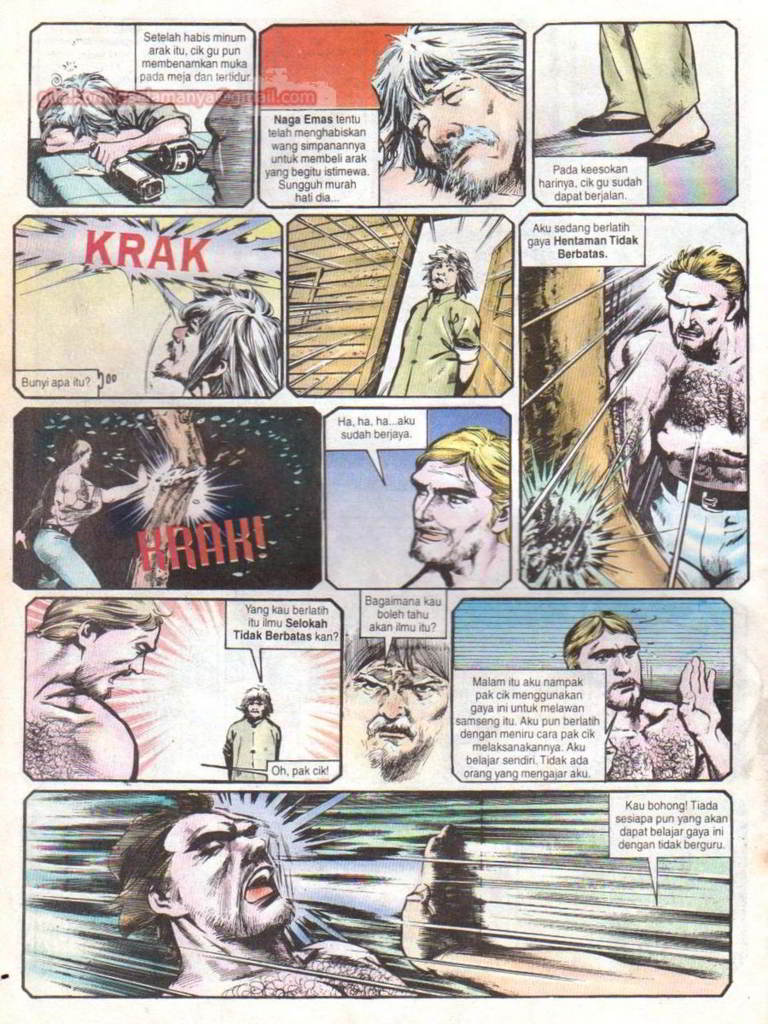 Setelah habis minum
arak itu, cik gu pun
membenamkan muka
pada meja dan tertidur.
Naga Emas tentu
telah menghabiskan
wang simpanannya
untuk membeli arak
yang begitu istimewa.
Sungguh murah
hati dia...
Pada keesokan
harinya, cik gu sudah
dapat berjalan.
KRAK
Bunyi apa itu?
Aku sedang berlatih
gaya Hentaman Tidak
Berbatas.
KRAK!
Ha, ha, ha...aku
sudah berjaya.
Yang kau berlatih
itu ilmu Selokah
Tidak Berbatas kan?
Oh, pak cik!
Bagaimana kau
boleh tahu
akan ilmu itu?
Malam itu aku nampak
pak cik menggunakan
gaya ini untuk melawan
samseng itu. Aku pun berlatih
dengan meniru cara pak cik
melaksanakannya. Aku
belajar sendiri. Tidak ada
orang yang mengajar aku.
Kau bohong! Tiada
sesiapa pun yang akan
dapat belajar gaya ini
dengan tidak berguru.